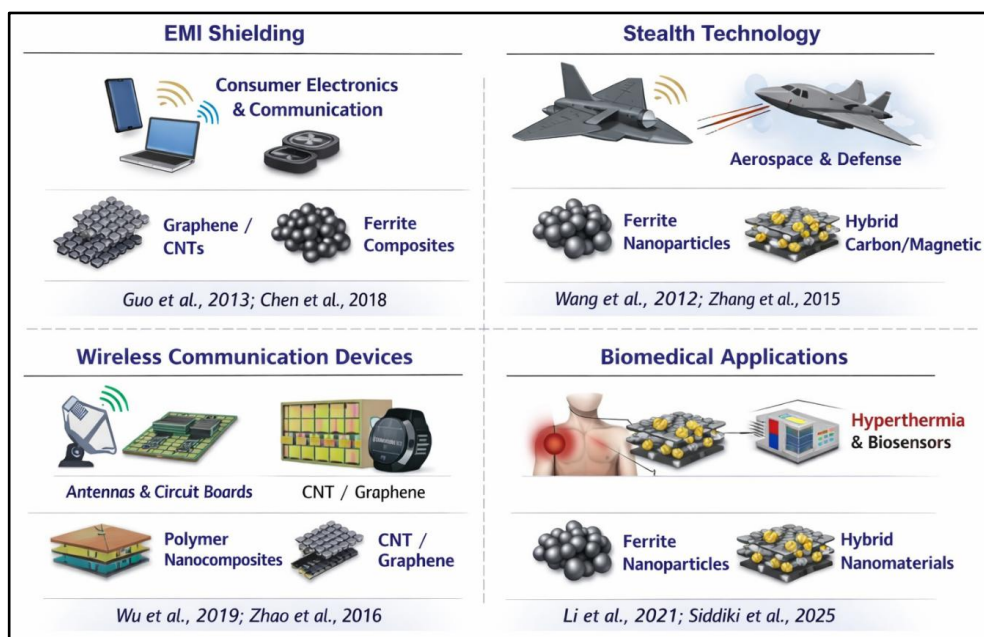 EMI Shielding
Consumer Electronics
& Communication
Graphene /
CNTs
Ferrite
Composites
Guo et al., 2013; Chen et al., 2018
Stealth Technology
Aerospace & Defense
Ferrite
Nanoparticles
Hybrid
Carbon/Magnetic
Wang et al., 2012; Zhang et al., 2015
Wireless Communication Devices
Antennas & Circuit Boards
CNT / Graphene
Polymer
Nanocomposites
CNT /
Graphene
Wu et al., 2019; Zhao et al., 2016
Biomedical Applications
Hyperthermia
& Biosensors
Ferrite
Nanoparticles
Hybrid
Nanomaterials
Li et al., 2021; Siddiki et al., 2025